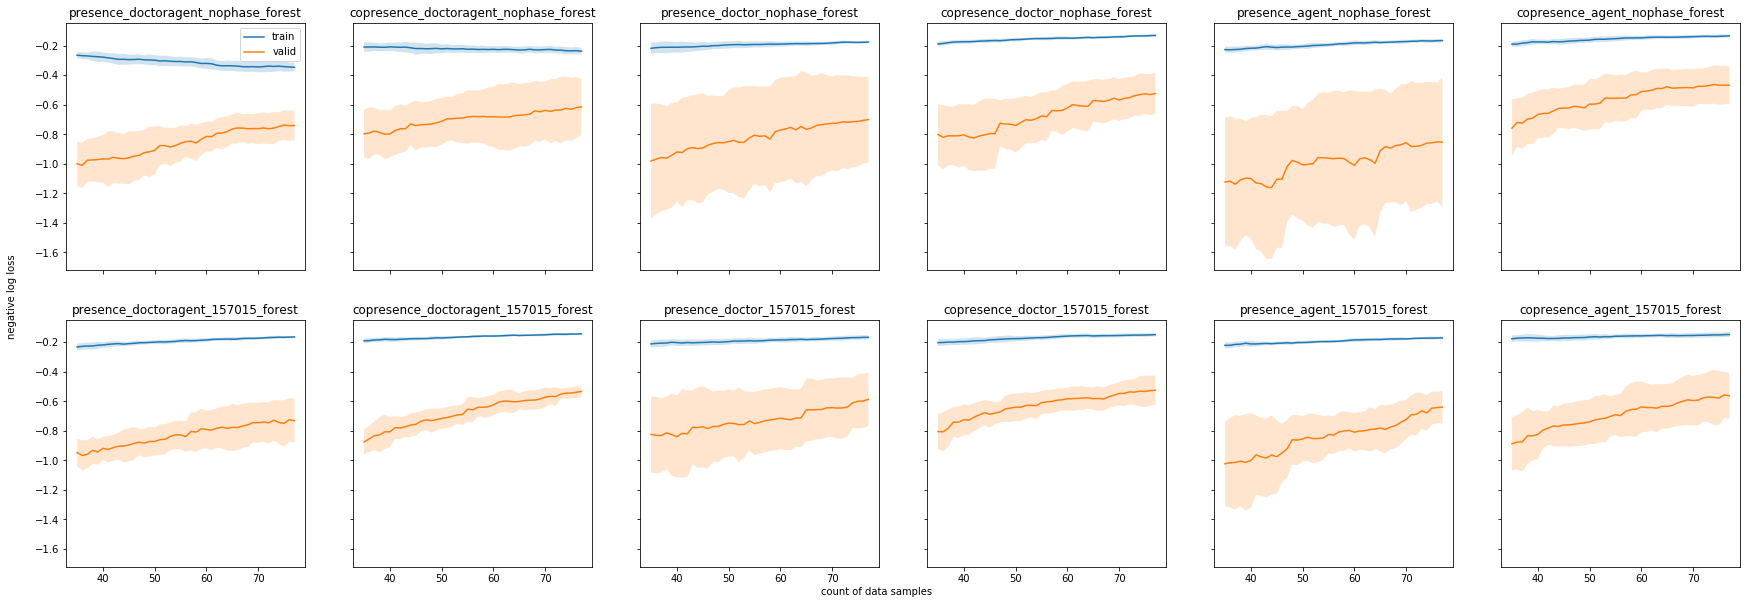 presence_doctoragent_nophase_forest
copresence_doctoragent_nophase_forest
presence_doctor_nophase_forest
copresence_doctor_nophase_forest
presence_agent_nophase_forest
copresence_agent_nophase_forest
train
valid
−0.2
−0.4
−0.6
−0.8
−1.0
−1.2
−1.4
−1.6
negative log loss
presence_doctoragent_157015_forest
copresence_doctoragent_157015_forest
presence_doctor_157015_forest
copresence_doctor_157015_forest
presence_agent_157015_forest
copresence_agent_157015_forest
−0.2
−0.4
−0.6
−0.8
−1.0
−1.2
−1.4
−1.6
40 50 60 70
40 50 60 70
40 50 60 70
40 50 60 70
40 50 60 70
40 50 60 70
count of data samples